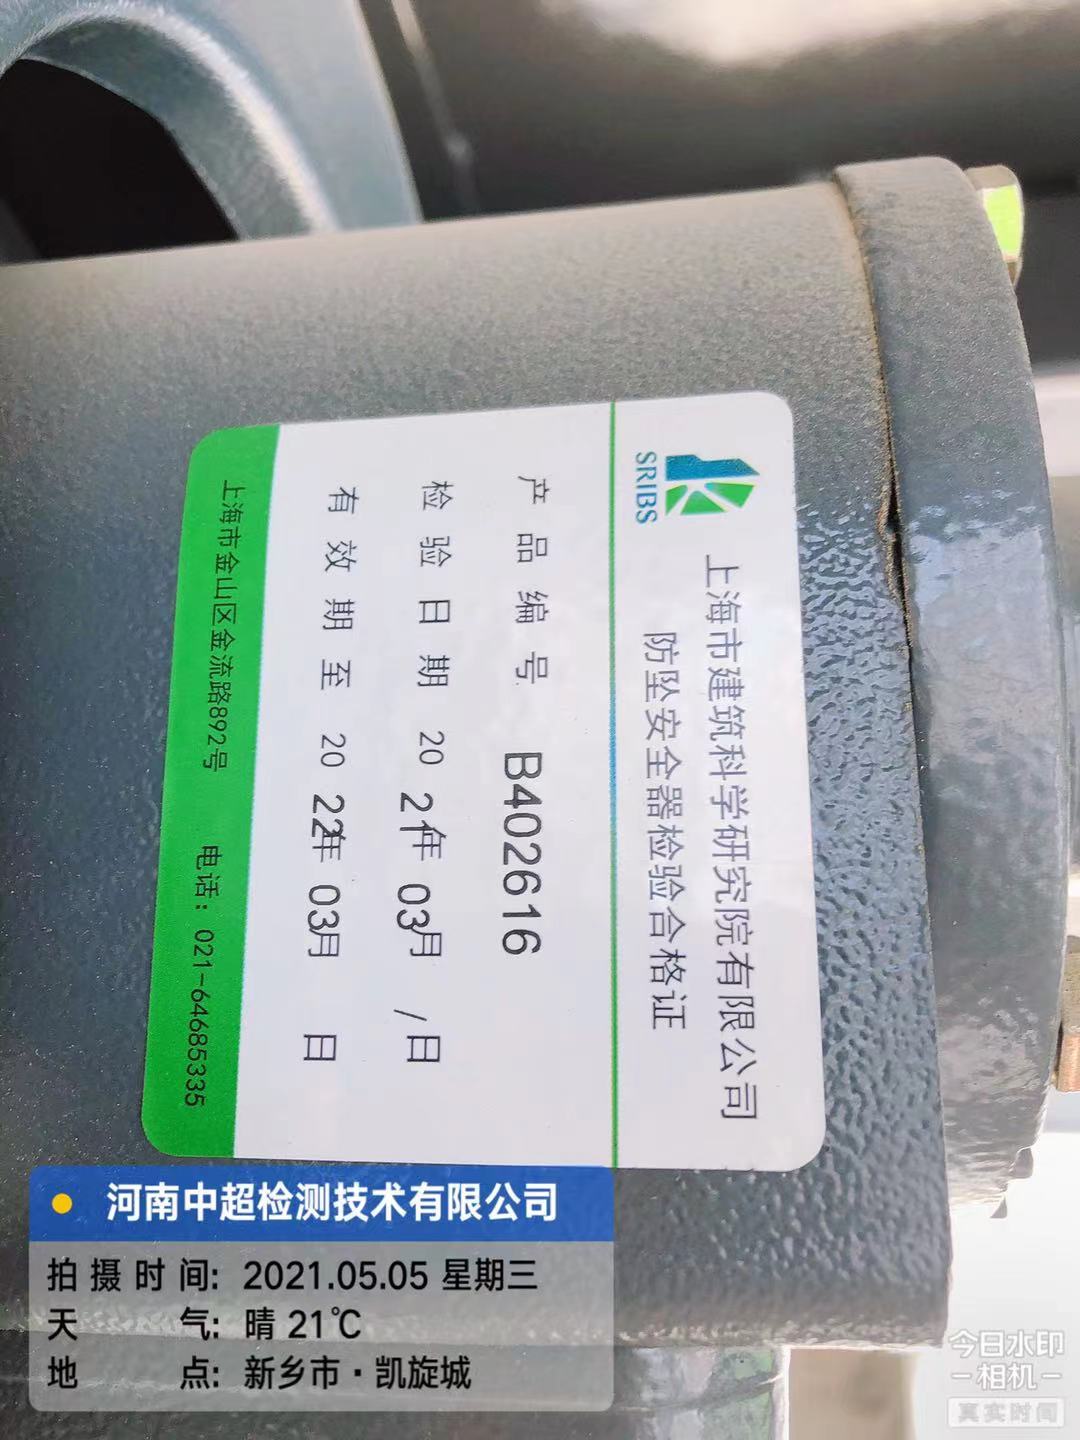 SRIBS
上海市建筑科学研究院有限公司
防坠安全器检验合格证
产品编号 B402616
检验日期 2021年03月/日
有效期至 2022年03月 日
上海市金山区金流路892号 电话：021-64685335
河南中超检测技术有限公司
拍摄时间: 2021.05.05 星期三
天气: 晴 21℃
地点: 新乡市·凯旋城
今日水印
相机
真实时间